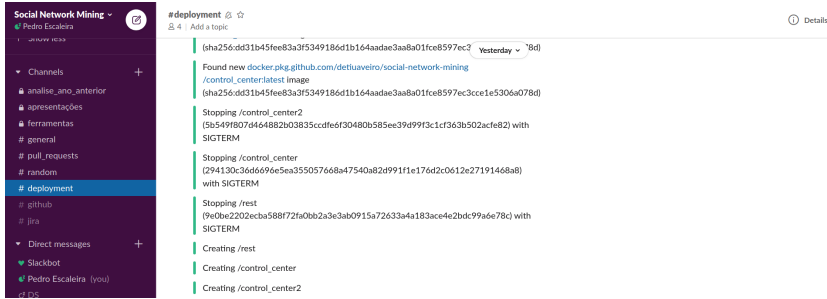 Social Network Mining
Pedro Escaleira
Show less
Channels
analise_ano_anterior
apresentações
ferramentas
# general
# pull_requests
# random
# deployment
# github
# jira
Direct messages
Slackbot
Pedro Escaleira (you)
DS
#deployment
4 | Add a topic
Details
Yesterday
(sha256:dd31b45fee83a3f5349186d1b164aadae3aa8a01fce8597ec3
78d)
Found new docker.pkg.github.com/detiuaveiro/social-network-mining
/control_center:latest image
(sha256:dd31b45fee83a3f5349186d1b164aadae3aa8a01fce8597ec3cce1e5306a078d)
Stopping /control_center2
(5b549f807d464882b03835ccdfe6f30480b585ee39d99f3c1cf363b502acfe82) with
SIGTERM
Stopping /control_center
(294130c36d6696e5ea355057668a47540a82d991f1e176d2c0612e27191468a8)
with SIGTERM
Stopping /rest
(9e0be2202ecba588f72fa0bb2a3e3ab0915a72633a4a183ace4e2bdc99a6e78c) with
SIGTERM
Creating /rest
Creating /control_center
Creating /control_center2